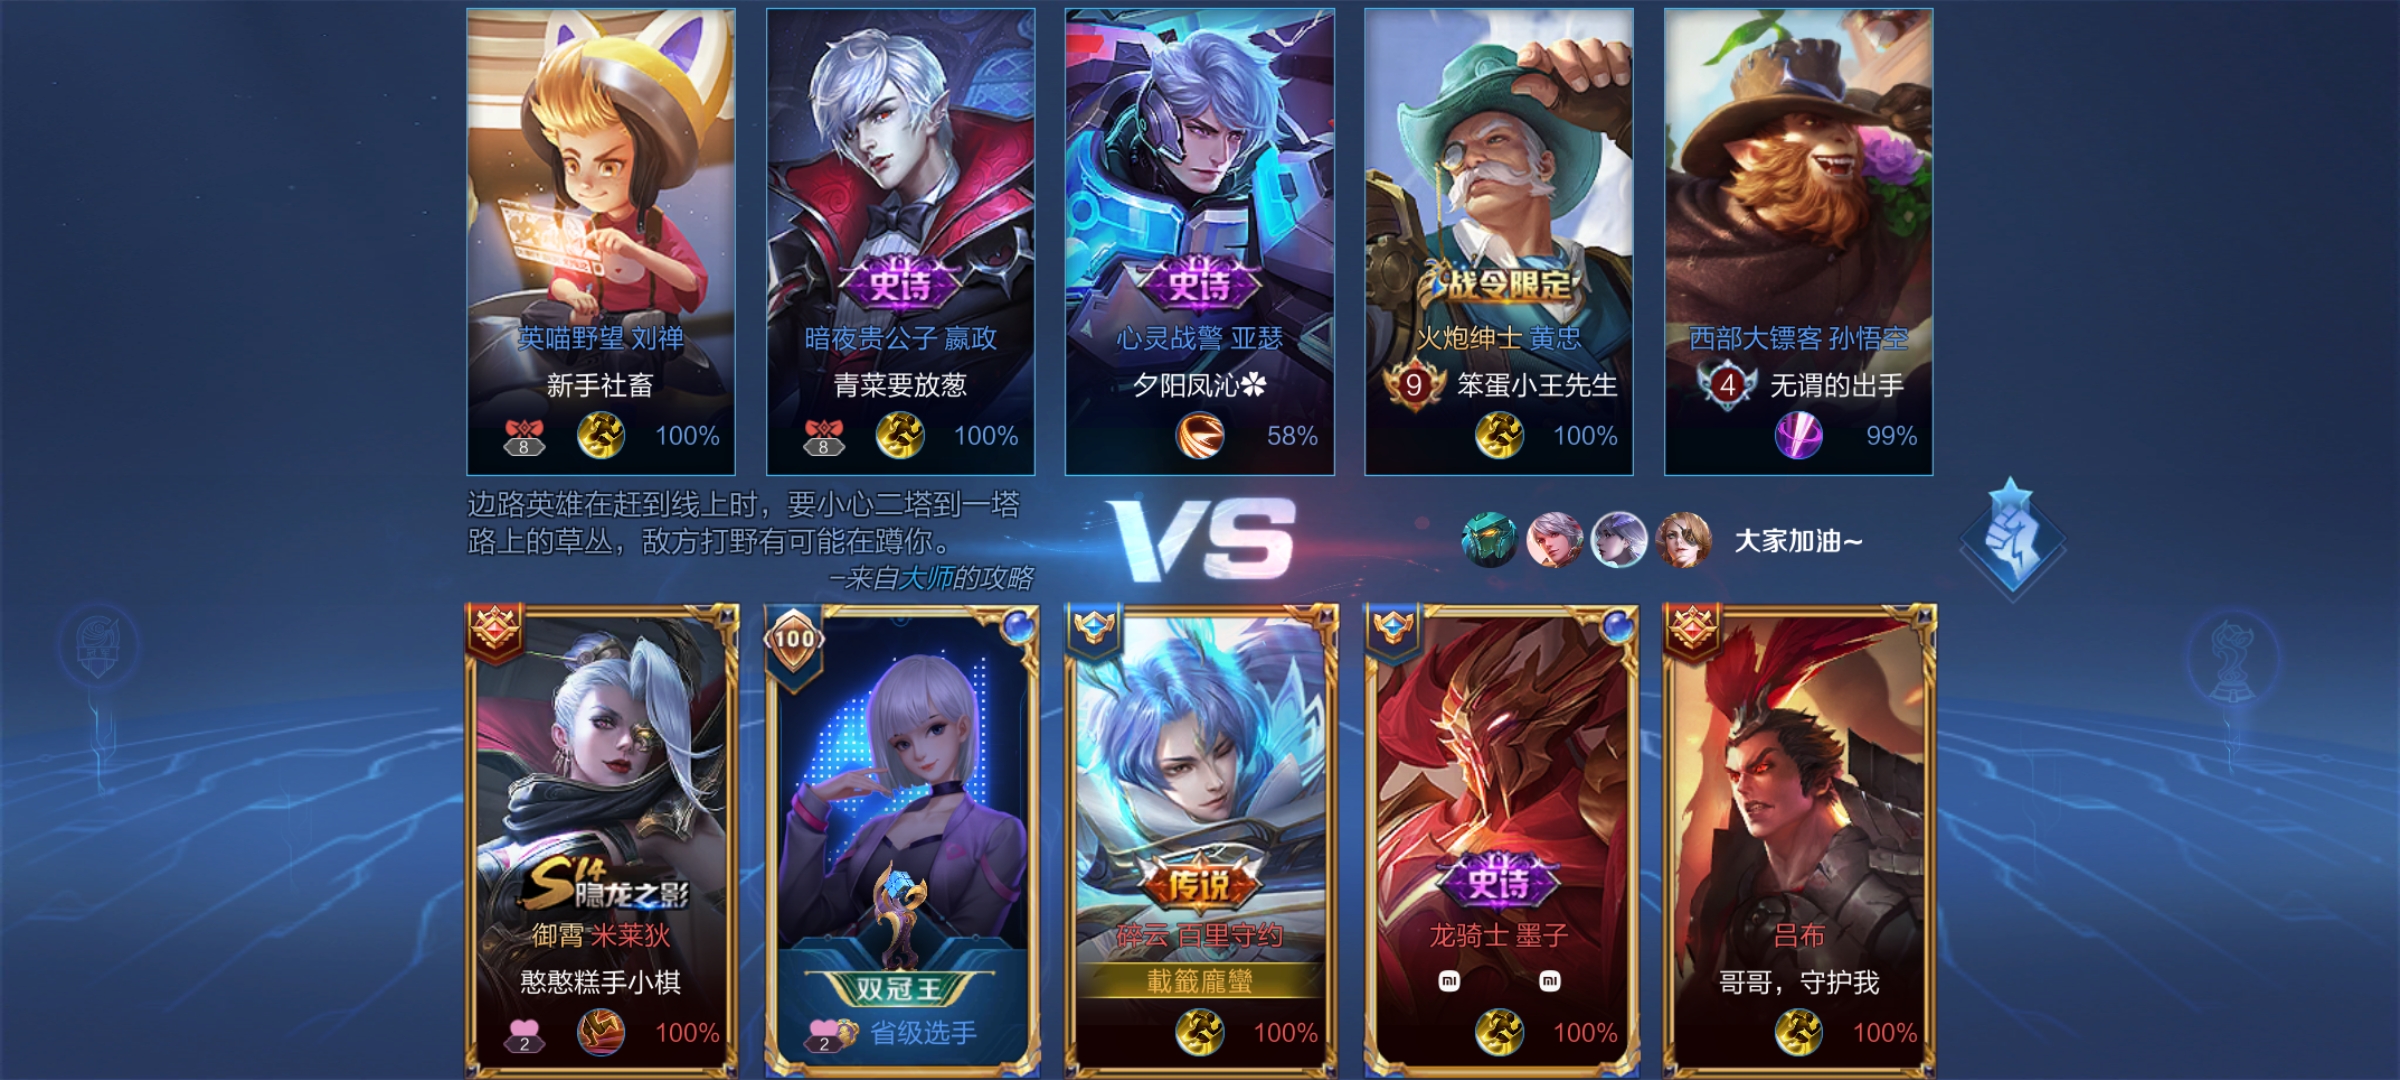 史诗
史诗
战令限定
英喵野望 刘禅
暗夜贵公子 嬴政
心灵战警 亚瑟
火炮绅士 黄忠
西部大镖客 孙悟空
新手社畜
青菜要放葱
夕阳凤沁✽
9 笨蛋小王先生
4 无谓的出手
8 100%
8 100%
58%
100%
99%
边路英雄在赶到线上时，要小心二塔到一塔
路上的草丛，敌方打野有可能在蹲你。
-来自大师的攻略
VS
大家加油~
100
S14
隐龙之影
传说
史诗
御霄 米莱狄
双冠王
碎云 百里守约
龙骑士 墨子
吕布
憨憨糕手小棋
載籤龐蠻
mi mi
哥哥，守护我
2 100%
2 省级选手
100%
100%
100%